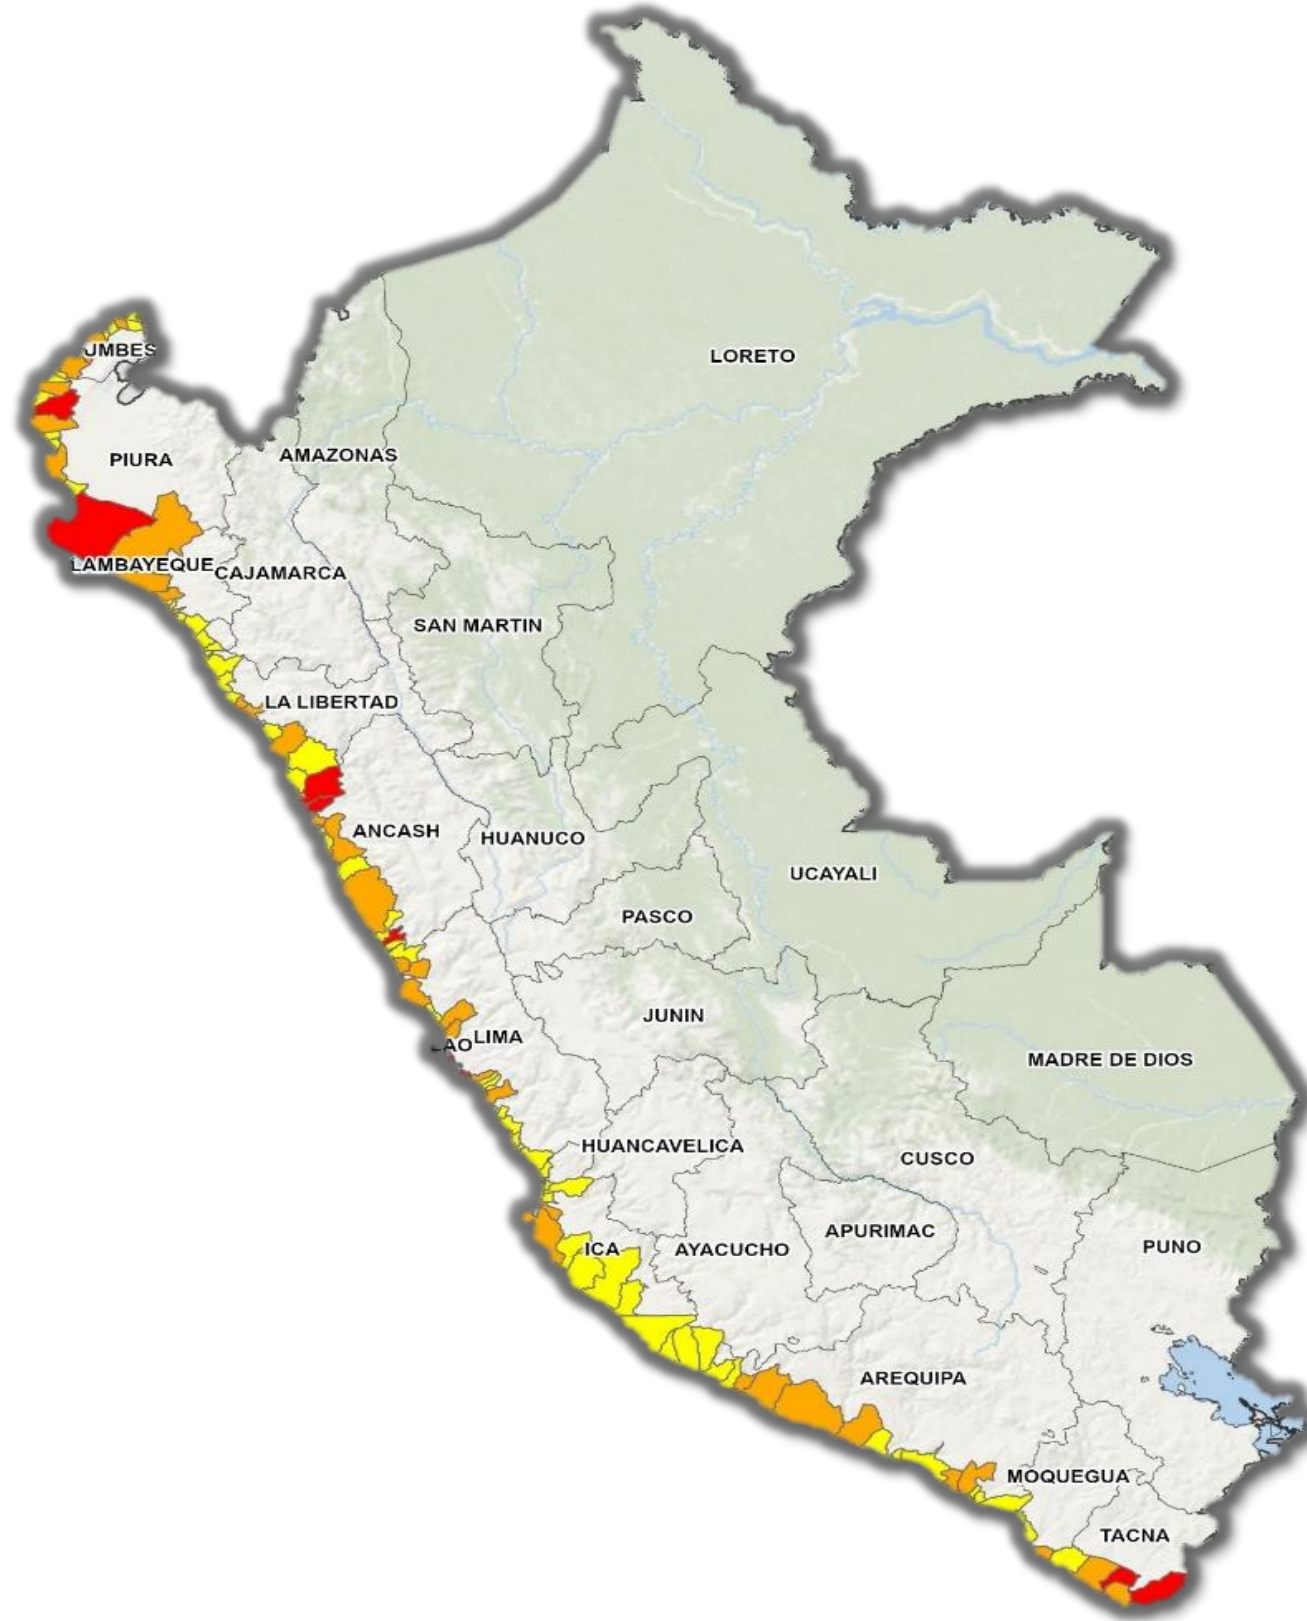 LORETO
UMBES
AMAZONAS
PIURA
LAMBAYEQUE
CAJAMARCA
SAN MARTIN
LA LIBERTAD
ANCASH
HUANUCO
UCAYALI
PASCO
JUNIN
LIMA
LAO
MADRE DE DIOS
HUANCAVELICA
CUSCO
APURIMAC
PUNO
ICA
AYACUCHO
AREQUIPA
MOQUEGUA
TACNA